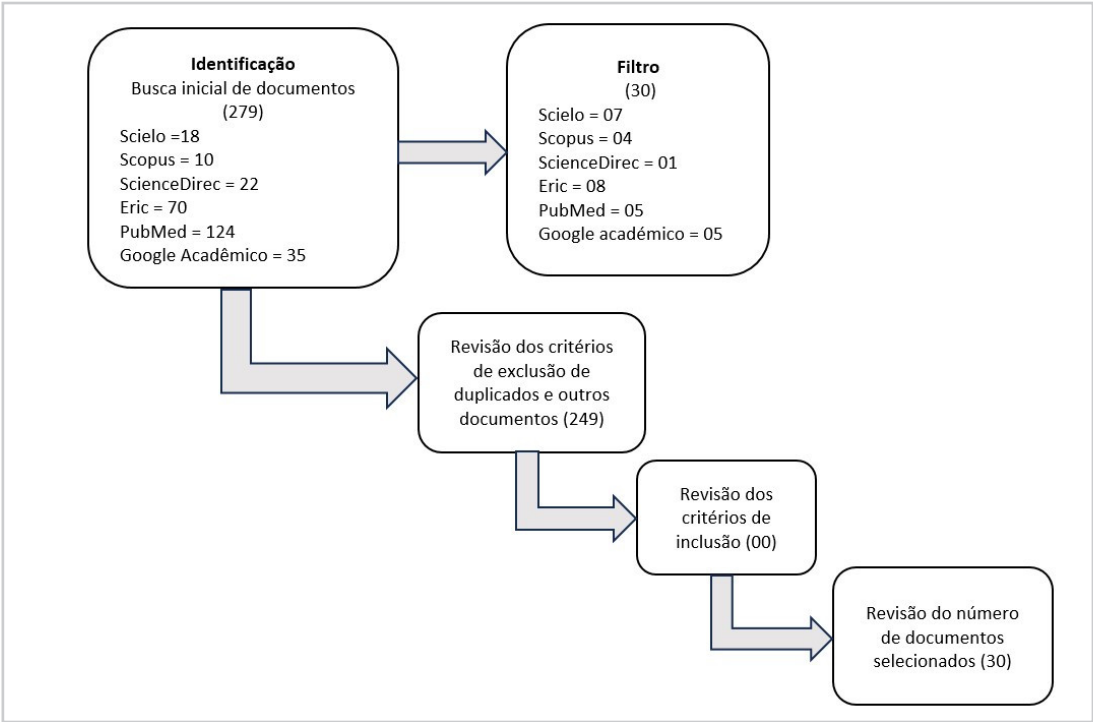 Identificação
Busca inicial de documentos
(279)
Scielo =18
Scopus = 10
ScienceDirec = 22
Eric = 70
PubMed = 124
Google Acadêmico = 35
Filtro
(30)
Scielo = 07
Scopus = 04
ScienceDirec = 01
Eric = 08
PubMed = 05
Google académico = 05
Revisão dos critérios
de exclusão de
duplicados e outros
documentos (249)
Revisão dos
critérios de
inclusão (00)
Revisão do número
de documentos
selecionados (30)